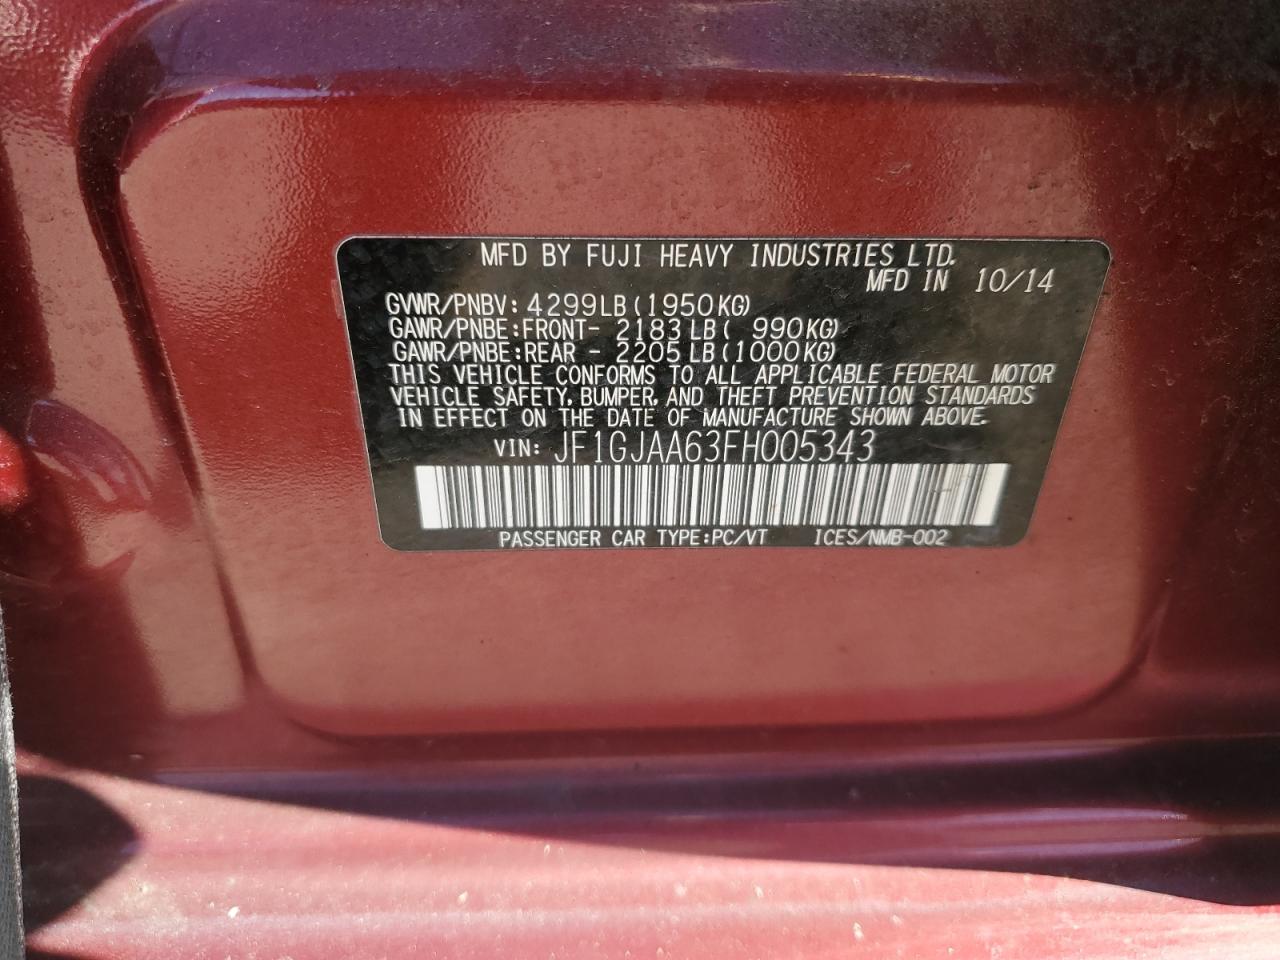 MFD BY FUJI HEAVY INDUSTRIES LTD.
MFD IN 10/14
GVWR/PNBV: 4299LB(1950KG)
GAWR/PNBE:FRONT- 2183LB( 990KG)
GAWR/PNBE:REAR - 2205LB(1000KG)
THIS VEHICLE CONFORMS TO ALL APPLICABLE FEDERAL MOTOR
VEHICLE SAFETY, BUMPER, AND THEFT PREVENTION STANDARDS
IN EFFECT ON THE DATE OF MANUFACTURE SHOWN ABOVE.
VIN: JF1GJAA63FH005343
PASSENGER CAR TYPE:PC/VT ICES/NMB-002